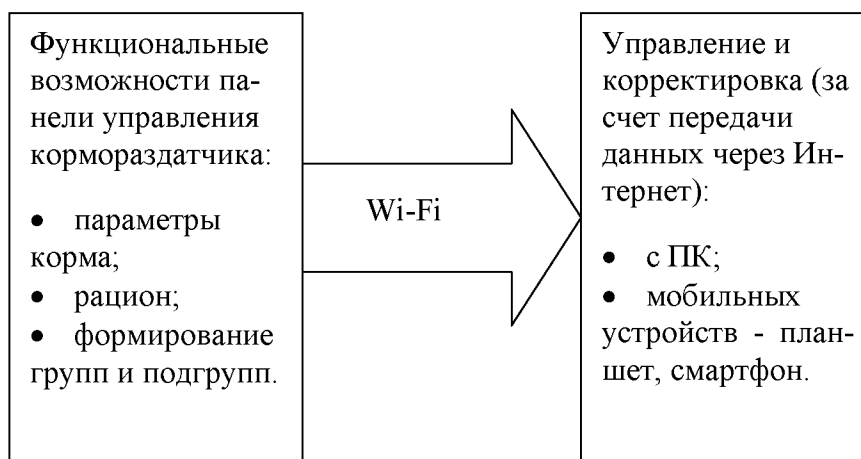 Функциональные
возможности па-
нели управления
кормораздатчика:
• параметры
корма;
• рацион;
• формирование
групп и подгрупп.
Wi-Fi
Управление и
корректировка (за
счет передачи
данных через Ин-
тернет):
• с ПК;
• мобильных
устройств - план-
шет, смартфон.